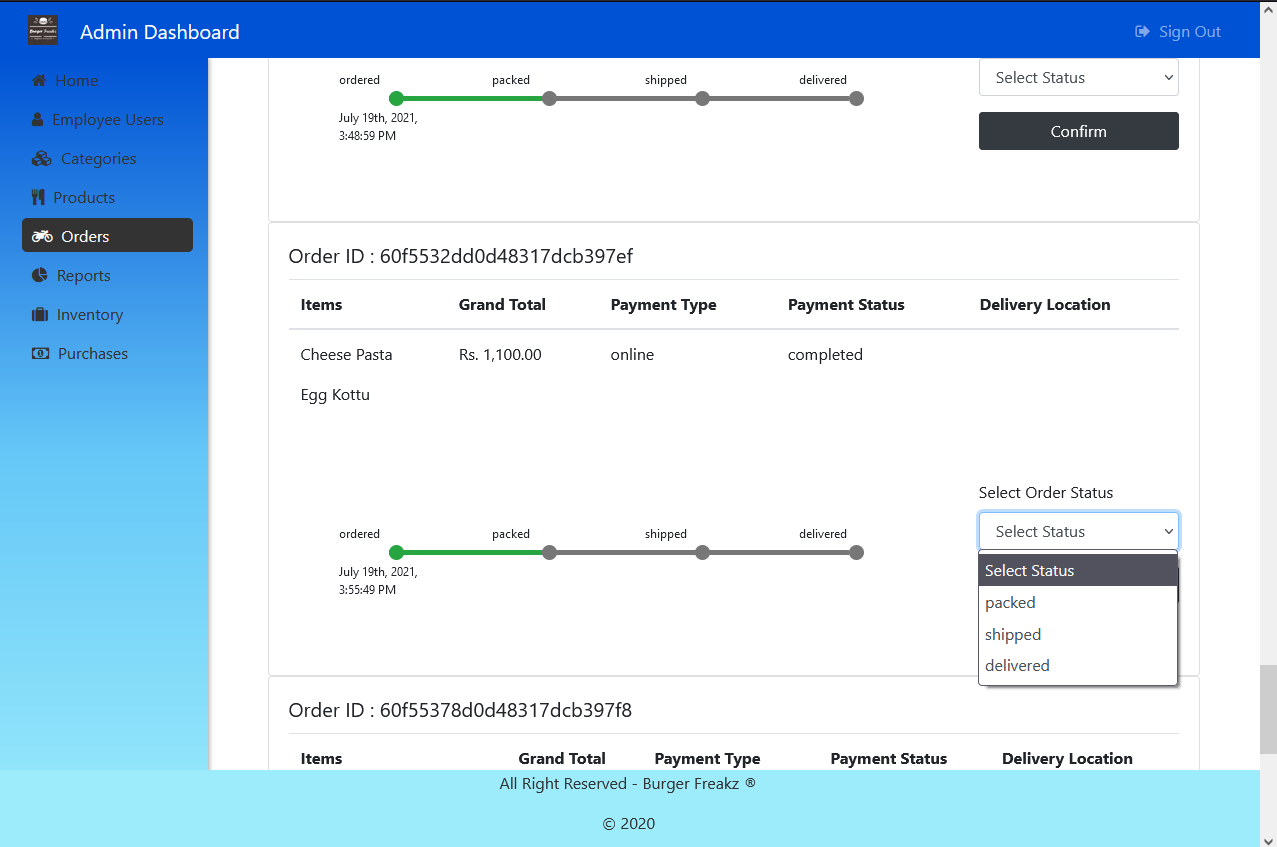 Burger Freakz
Admin Dashboard
Sign Out
Home
Employee Users
Categories
Products
Orders
Reports
Inventory
Purchases
ordered packed shipped delivered
July 19th, 2021,
3:48:59 PM
Select Status
Confirm
Order ID : 60f5532dd0d48317dcb397ef
Items Grand Total Payment Type Payment Status Delivery Location
Cheese Pasta Rs. 1,100.00 online completed
Egg Kottu
ordered packed shipped delivered
July 19th, 2021,
3:55:49 PM
Select Order Status
Select Status
Select Status
packed
shipped
delivered
Order ID : 60f55378d0d48317dcb397f8
Items Grand Total Payment Type Payment Status Delivery Location
All Right Reserved - Burger Freakz ®
© 2020